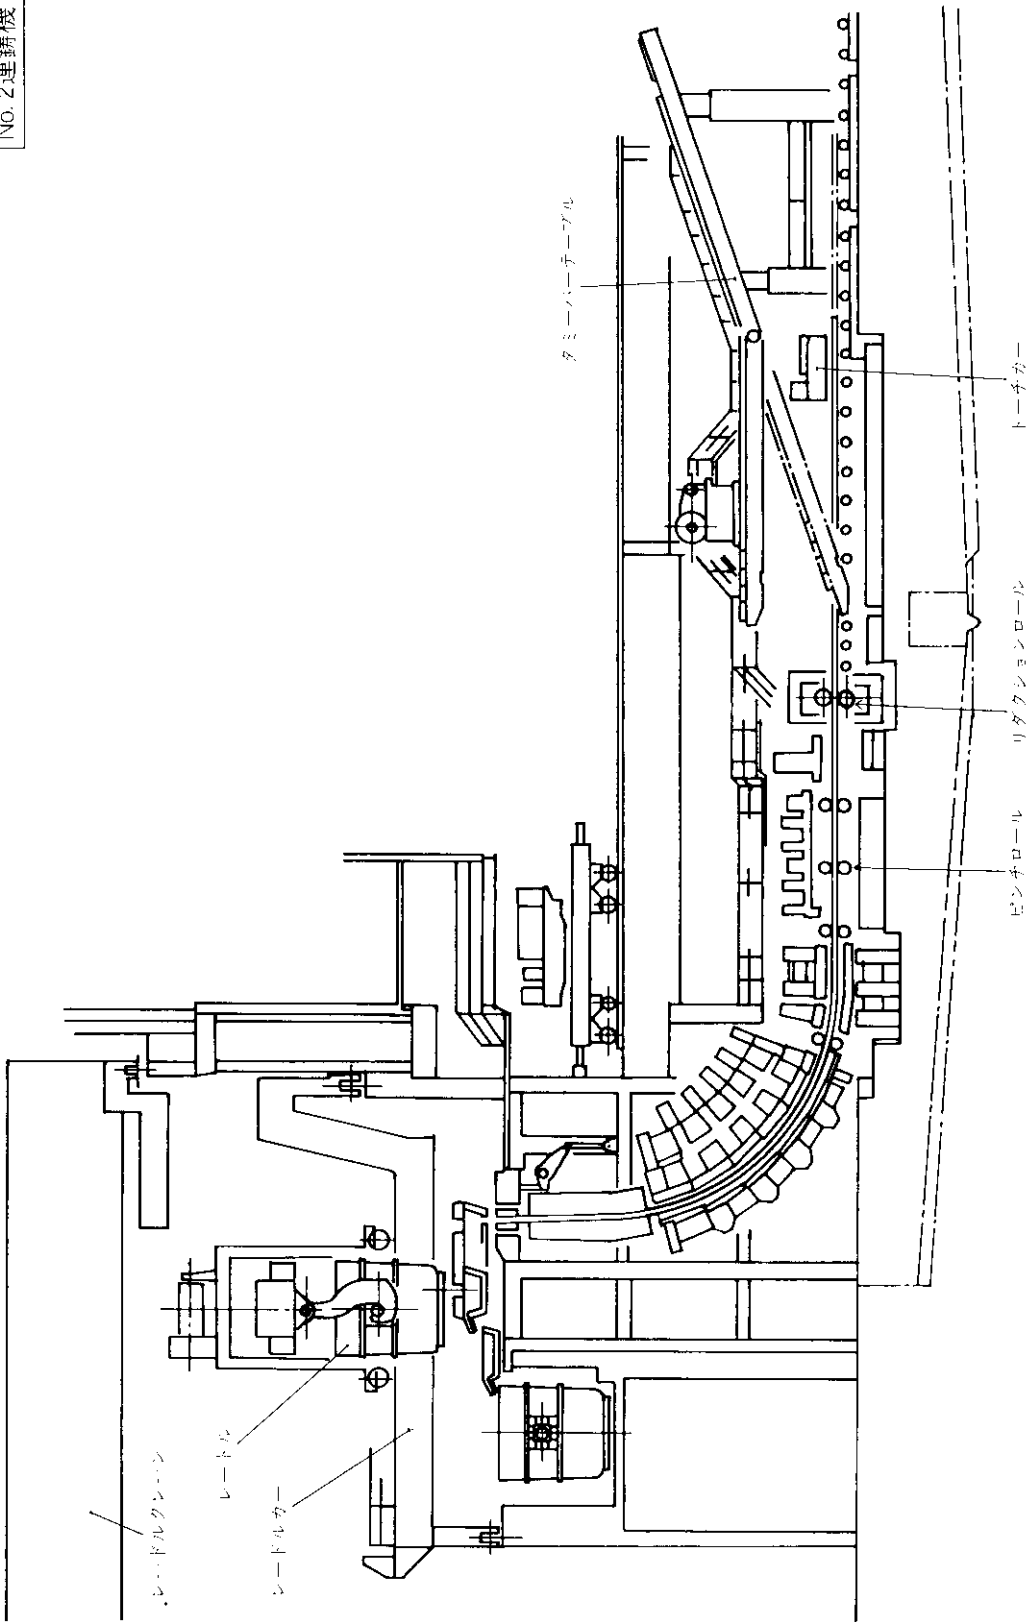 No. 2連鋳機
レードルクレーン
レードル
レードルカー
ダミーバーテーブル
ピンチロール
リダクションロール
トーチカー